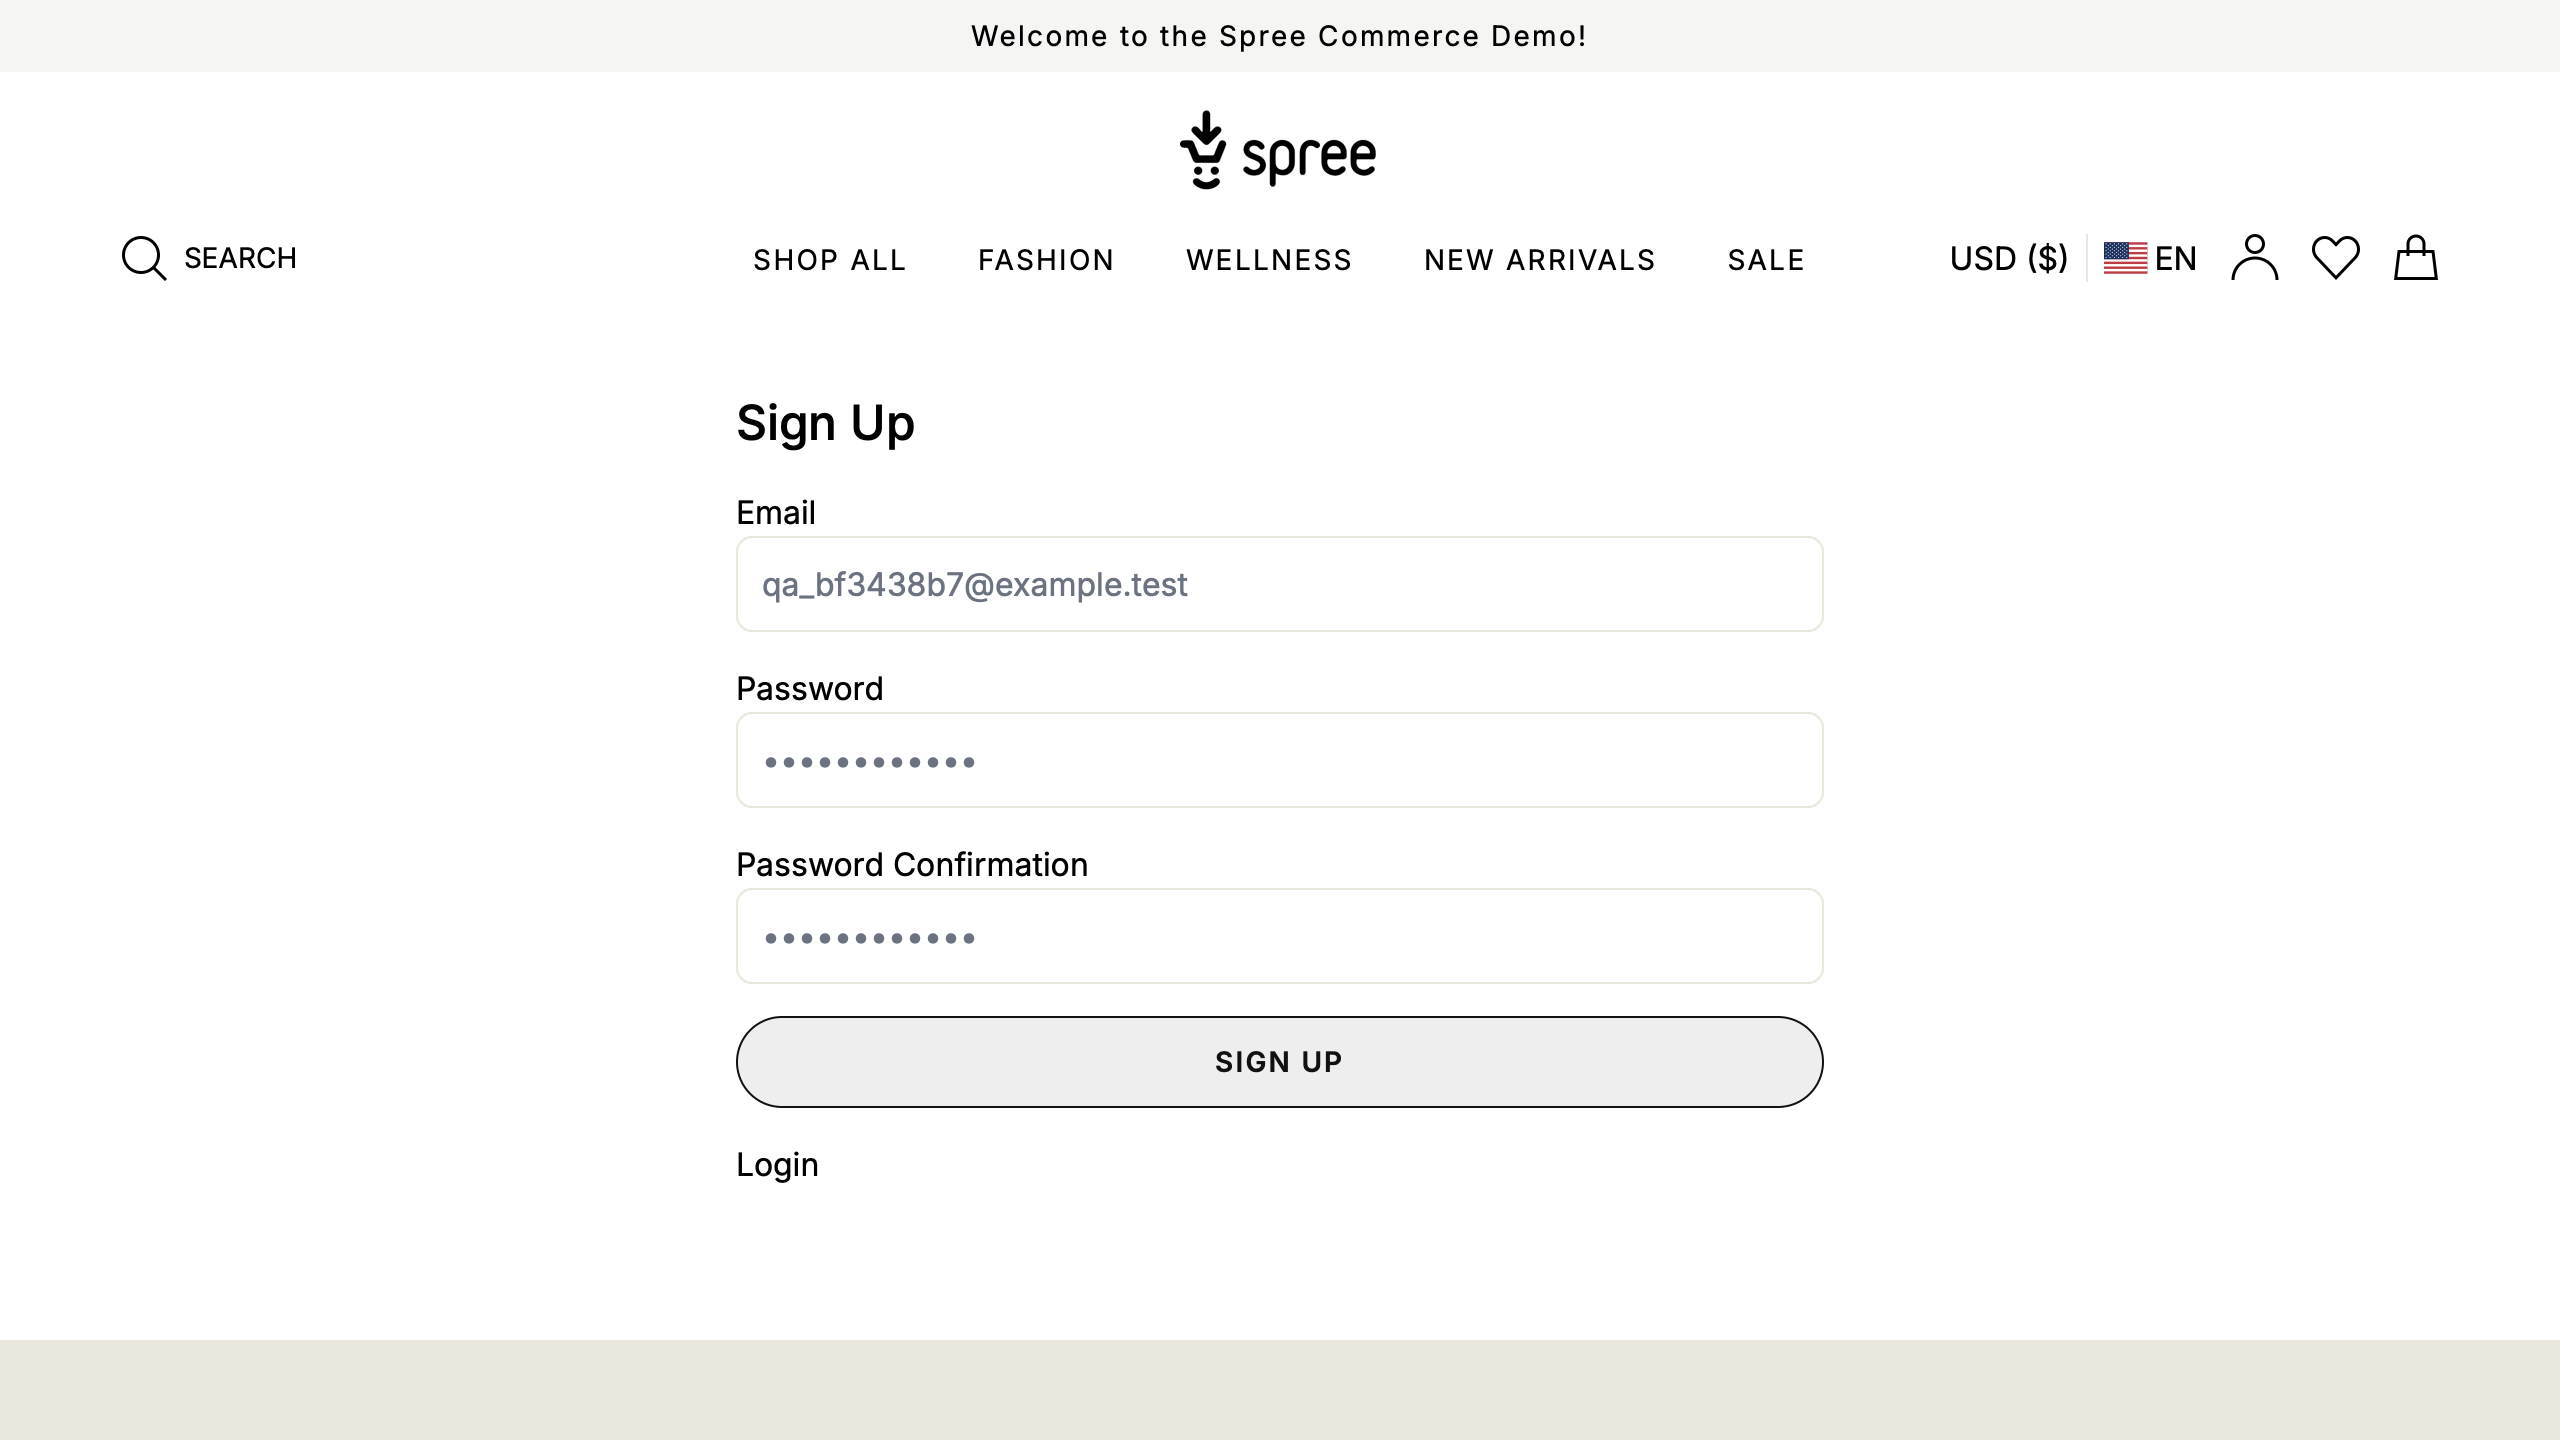 Welcome to the Spree Commerce Demo!
spree
SEARCH
SHOP ALL FASHION WELLNESS NEW ARRIVALS SALE
USD ($) EN
Sign Up
Email
qa_bf3438b7@example.test
Password
••••••••••••
Password Confirmation
••••••••••••
SIGN UP
Login